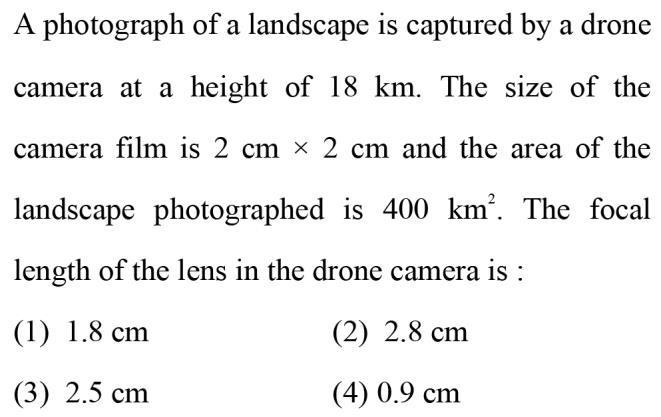 A photograph of a landscape is captured by a drone
camera at a height of 18 km. The size of the
camera film is 2 cm × 2 cm and the area of the
landscape photographed is 400 km². The focal
length of the lens in the drone camera is :
(1) 1.8 cm (2) 2.8 cm
(3) 2.5 cm (4) 0.9 cm